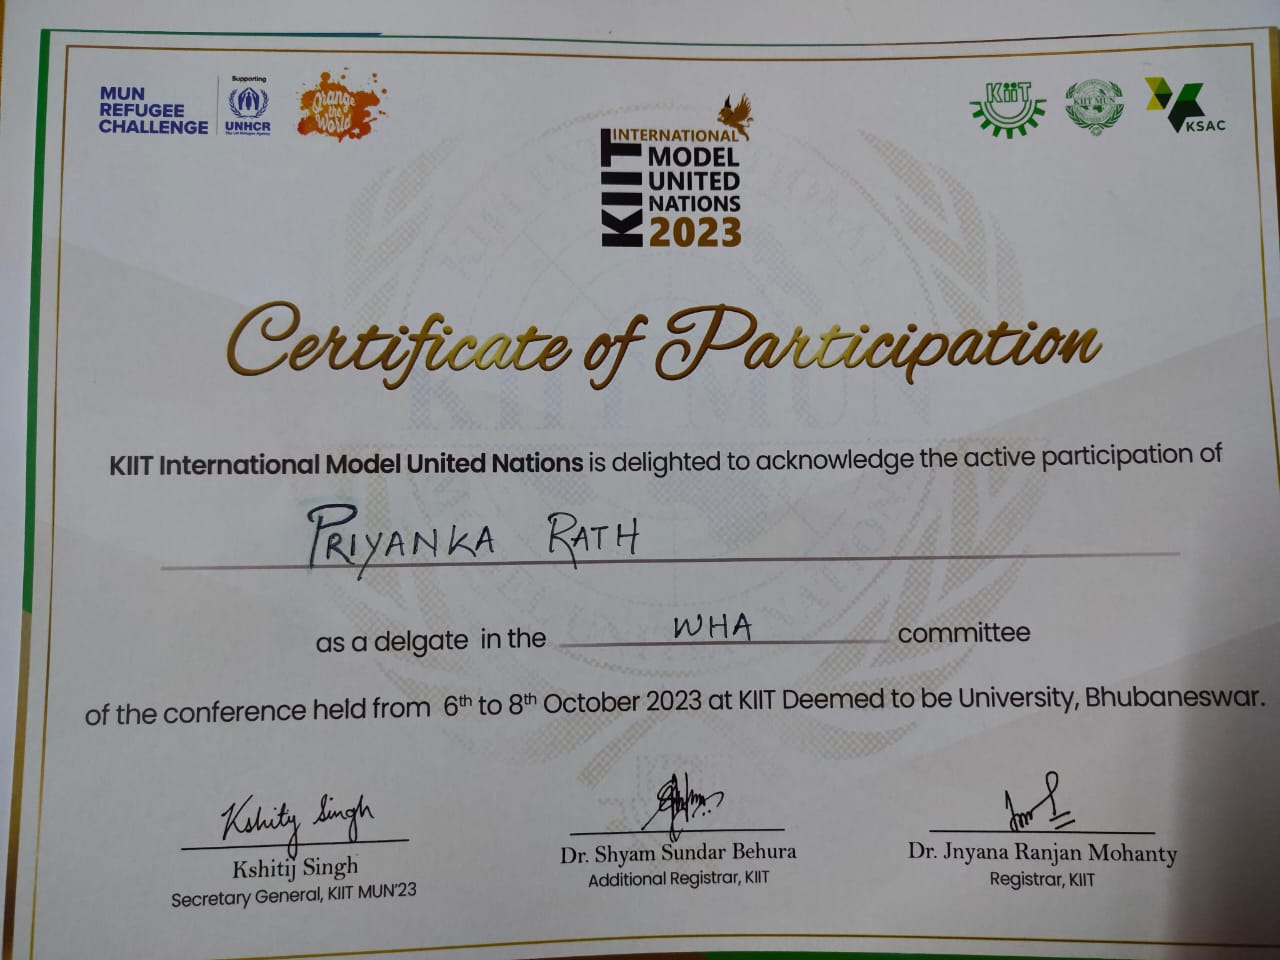 MUN
REFUGEE
CHALLENGE
Supporting
UNHCR
The UN Refugee Agency
Orange
the
World
KIIT
INTERNATIONAL
MODEL
UNITED
NATIONS
2023
KiiT
KIIT MUN
KSAC
Certificate of Participation
KIIT International Model United Nations is delighted to acknowledge the active participation of
PRIYANKA RATH
as a delgate in the WHA committee
of the conference held from 6th to 8th October 2023 at KIIT Deemed to be University, Bhubaneswar.
Kshitij Singh
Kshitij Singh
Secretary General, KIIT MUN'23
Dr. Shyam Sundar Behura
Additional Registrar, KIIT
Dr. Jnyana Ranjan Mohanty
Registrar, KIIT